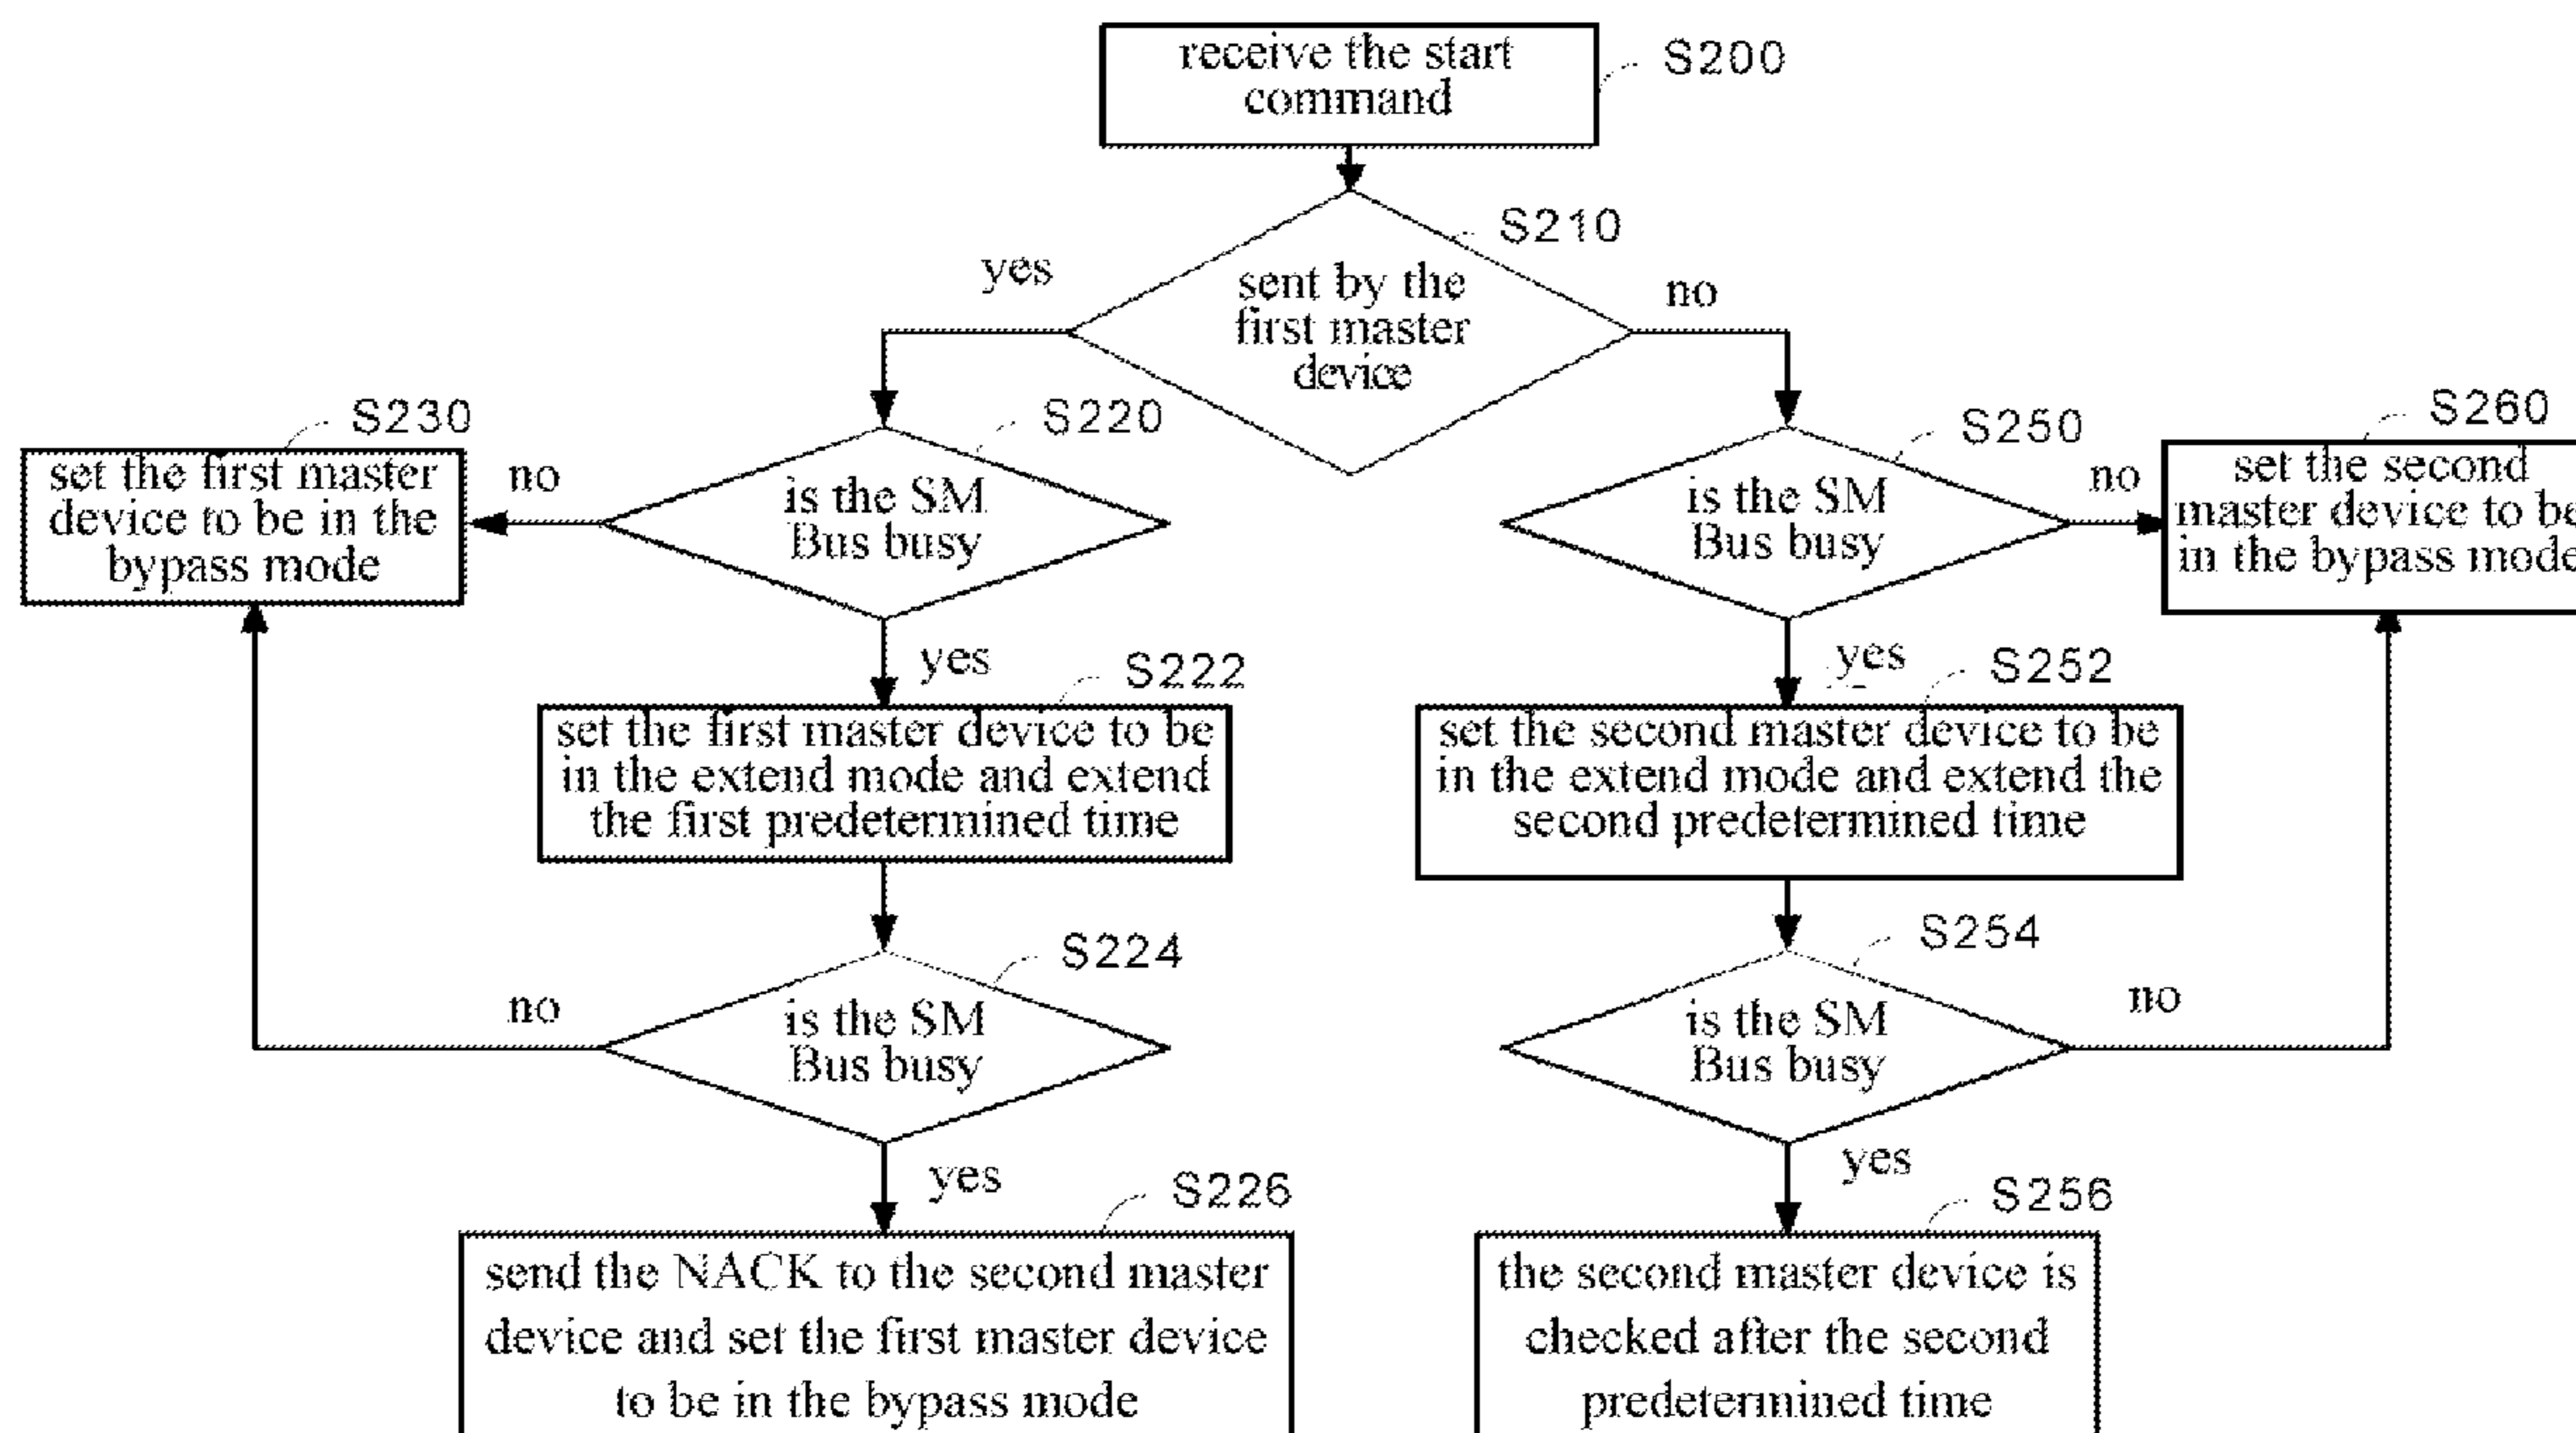 receive the start
command
S200
S210
yes
sent by the
first master
device
no
S230
set the first master
device to be in the
bypass mode
no
S220
is the SM
Bus busy
S250
is the SM
Bus busy
no
S260
set the second
master device to be
in the bypass mode
yes
S222
set the first master device to be
in the extend mode and extend
the first predetermined time
yes
S252
set the second master device to be
in the extend mode and extend the
second predetermined time
no
S224
is the SM
Bus busy
S254
is the SM
Bus busy
no
yes
S226
send the NACK to the second master
device and set the first master device
to be in the bypass mode
yes
S256
the second master device is
checked after the second
predetermined time